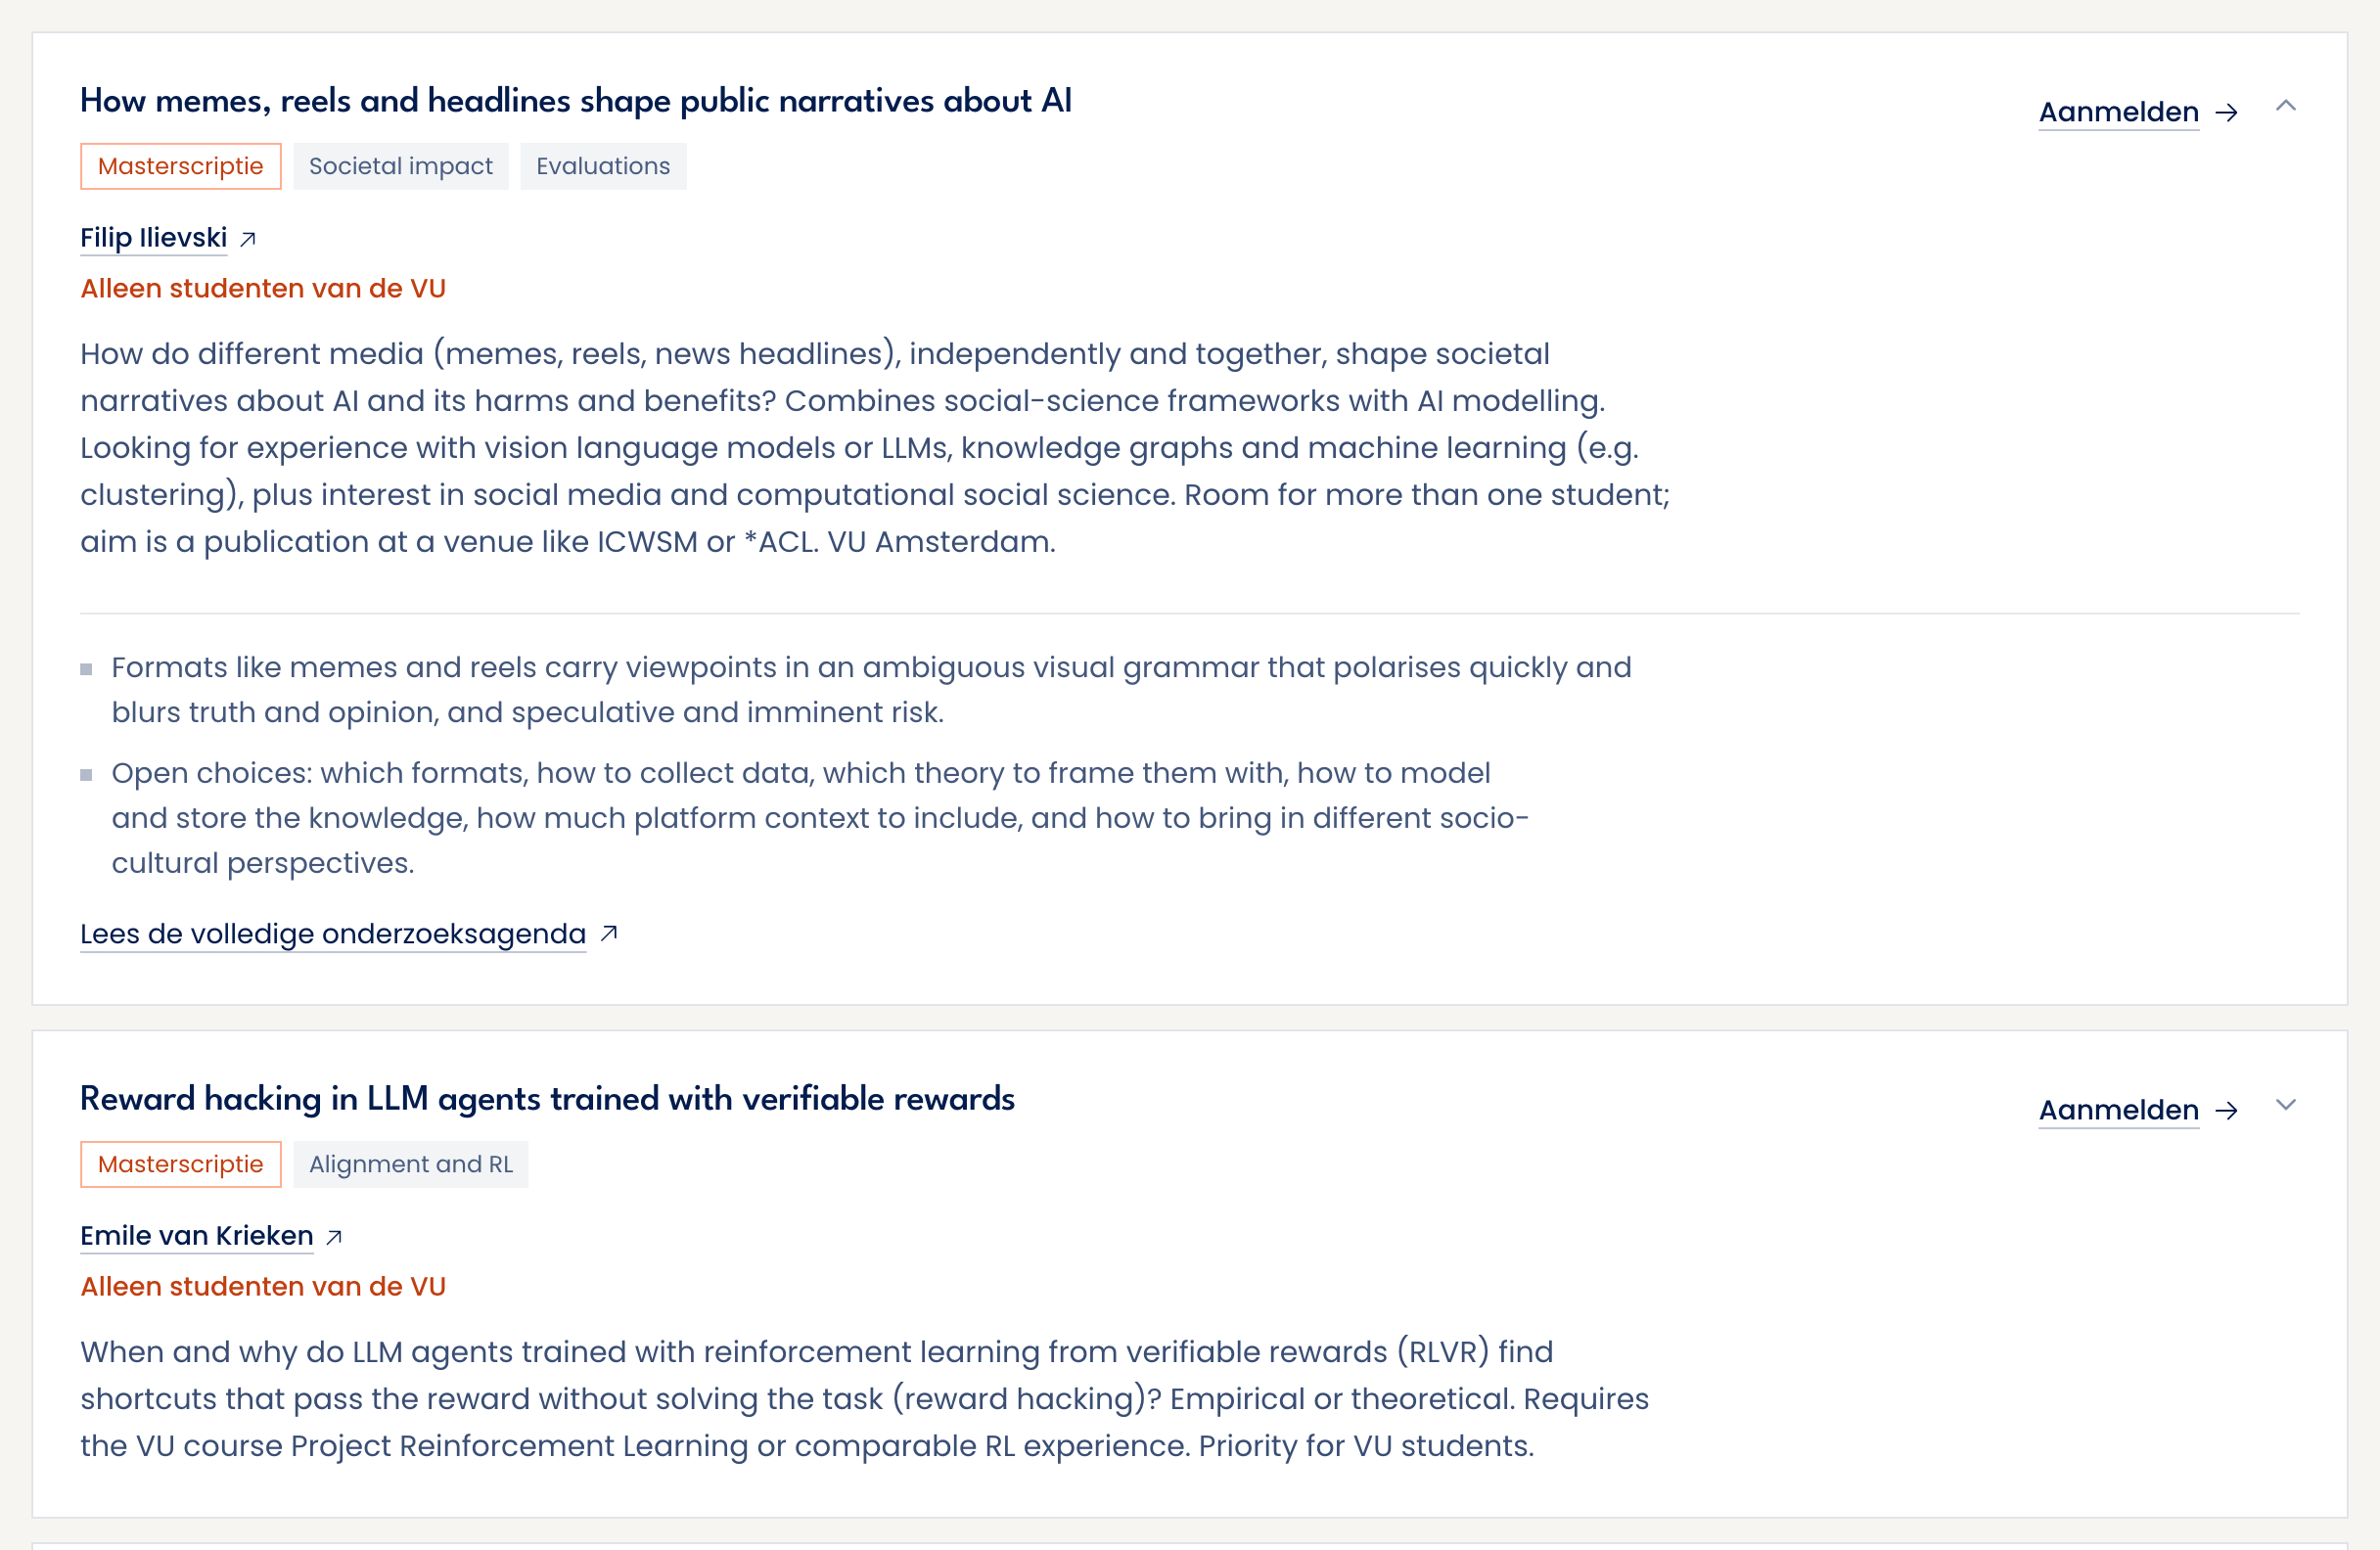 How memes, reels and headlines shape public narratives about AI
Aanmelden →
Masterscriptie Societal impact Evaluations
Filip Ilievski ↗
Alleen studenten van de VU
How do different media (memes, reels, news headlines), independently and together, shape societal
narratives about AI and its harms and benefits? Combines social-science frameworks with AI modelling.
Looking for experience with vision language models or LLMs, knowledge graphs and machine learning (e.g.
clustering), plus interest in social media and computational social science. Room for more than one student;
aim is a publication at a venue like ICWSM or *ACL. VU Amsterdam.
Formats like memes and reels carry viewpoints in an ambiguous visual grammar that polarises quickly and
blurs truth and opinion, and speculative and imminent risk.
Open choices: which formats, how to collect data, which theory to frame them with, how to model
and store the knowledge, how much platform context to include, and how to bring in different socio-
cultural perspectives.
Lees de volledige onderzoeksagenda ↗
Reward hacking in LLM agents trained with verifiable rewards
Aanmelden →
Masterscriptie Alignment and RL
Emile van Krieken ↗
Alleen studenten van de VU
When and why do LLM agents trained with reinforcement learning from verifiable rewards (RLVR) find
shortcuts that pass the reward without solving the task (reward hacking)? Empirical or theoretical. Requires
the VU course Project Reinforcement Learning or comparable RL experience. Priority for VU students.